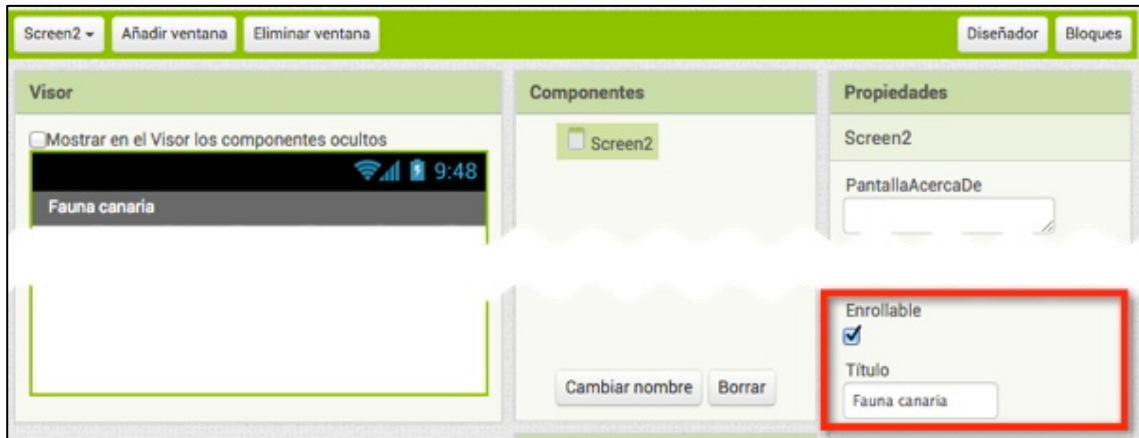 Screen2
Añadir ventana
Eliminar ventana
Diseñador
Bloques
Visor
Mostrar en el Visor los componentes ocultos
9:48
Fauna canaria
Componentes
Screen2
Cambiar nombre
Borrar
Propiedades
Screen2
PantallaAcercaDe
Enrollable
Título
Fauna canaria